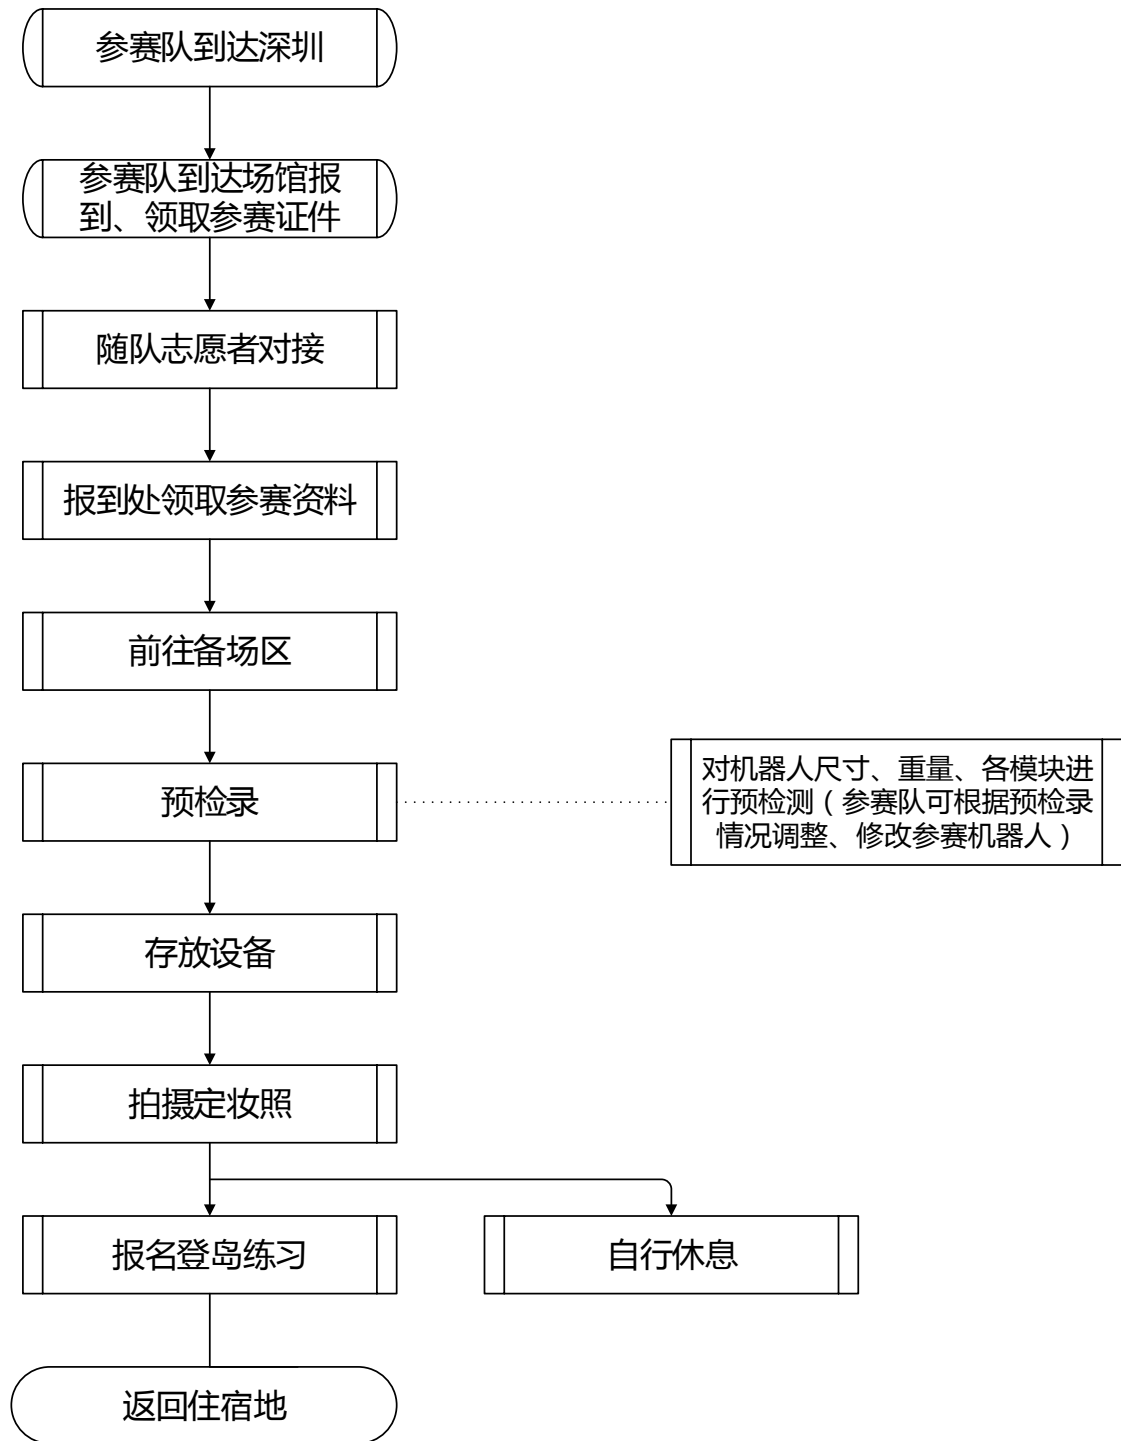 参赛队到达深圳
参赛队到达场馆报
到、领取参赛证件
随队志愿者对接
报到处领取参赛资料
前往备场区
预检录
对机器人尺寸、重量、各模块进
行预检测（参赛队可根据预检录
情况调整、修改参赛机器人）
存放设备
拍摄定妆照
报名登岛练习
自行休息
返回住宿地